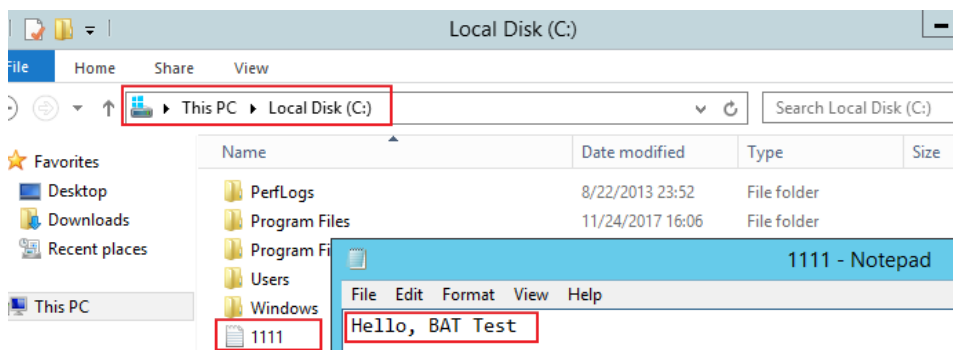 Local Disk (C:)
File Home Share View
This PC Local Disk (C:) Search Local Disk (C:)
Name Date modified Type Size
Favorites
Desktop PerfLogs 8/22/2013 23:52 File folder
Downloads Program Files 11/24/2017 16:06 File folder
Recent places Program Fi
1111 - Notepad
Users
File Edit Format View Help
This PC Windows
Hello, BAT Test
1111